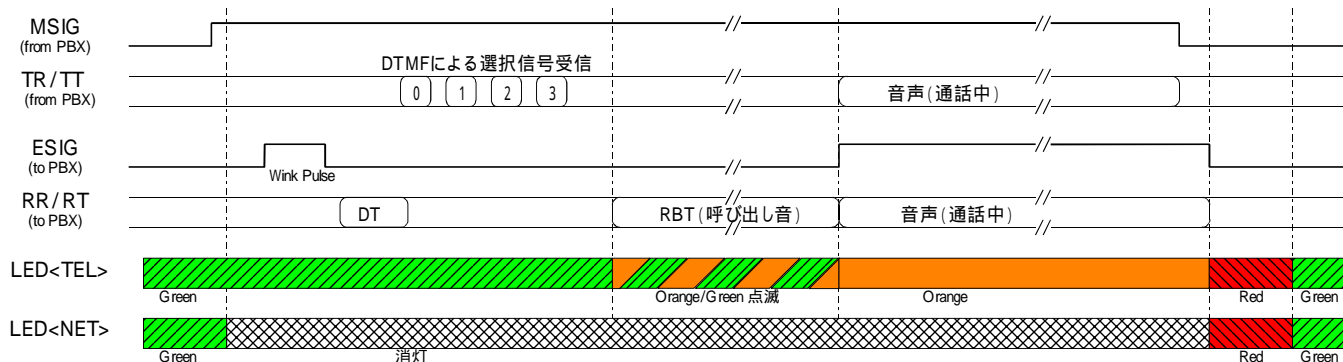 MSIG
(from PBX)
DTMFによる選択信号受信
TR/TT
(from PBX)
0 1 2 3
音声(通話中)
ESIG
(to PBX)
Wink Pulse
RR/RT
(to PBX)
DT
RBT(呼び出し音)
音声(通話中)
LED<TEL>
Green
Orange/Green 点滅
Orange
Red
Green
LED<NET>
Green
消灯
Red
Green